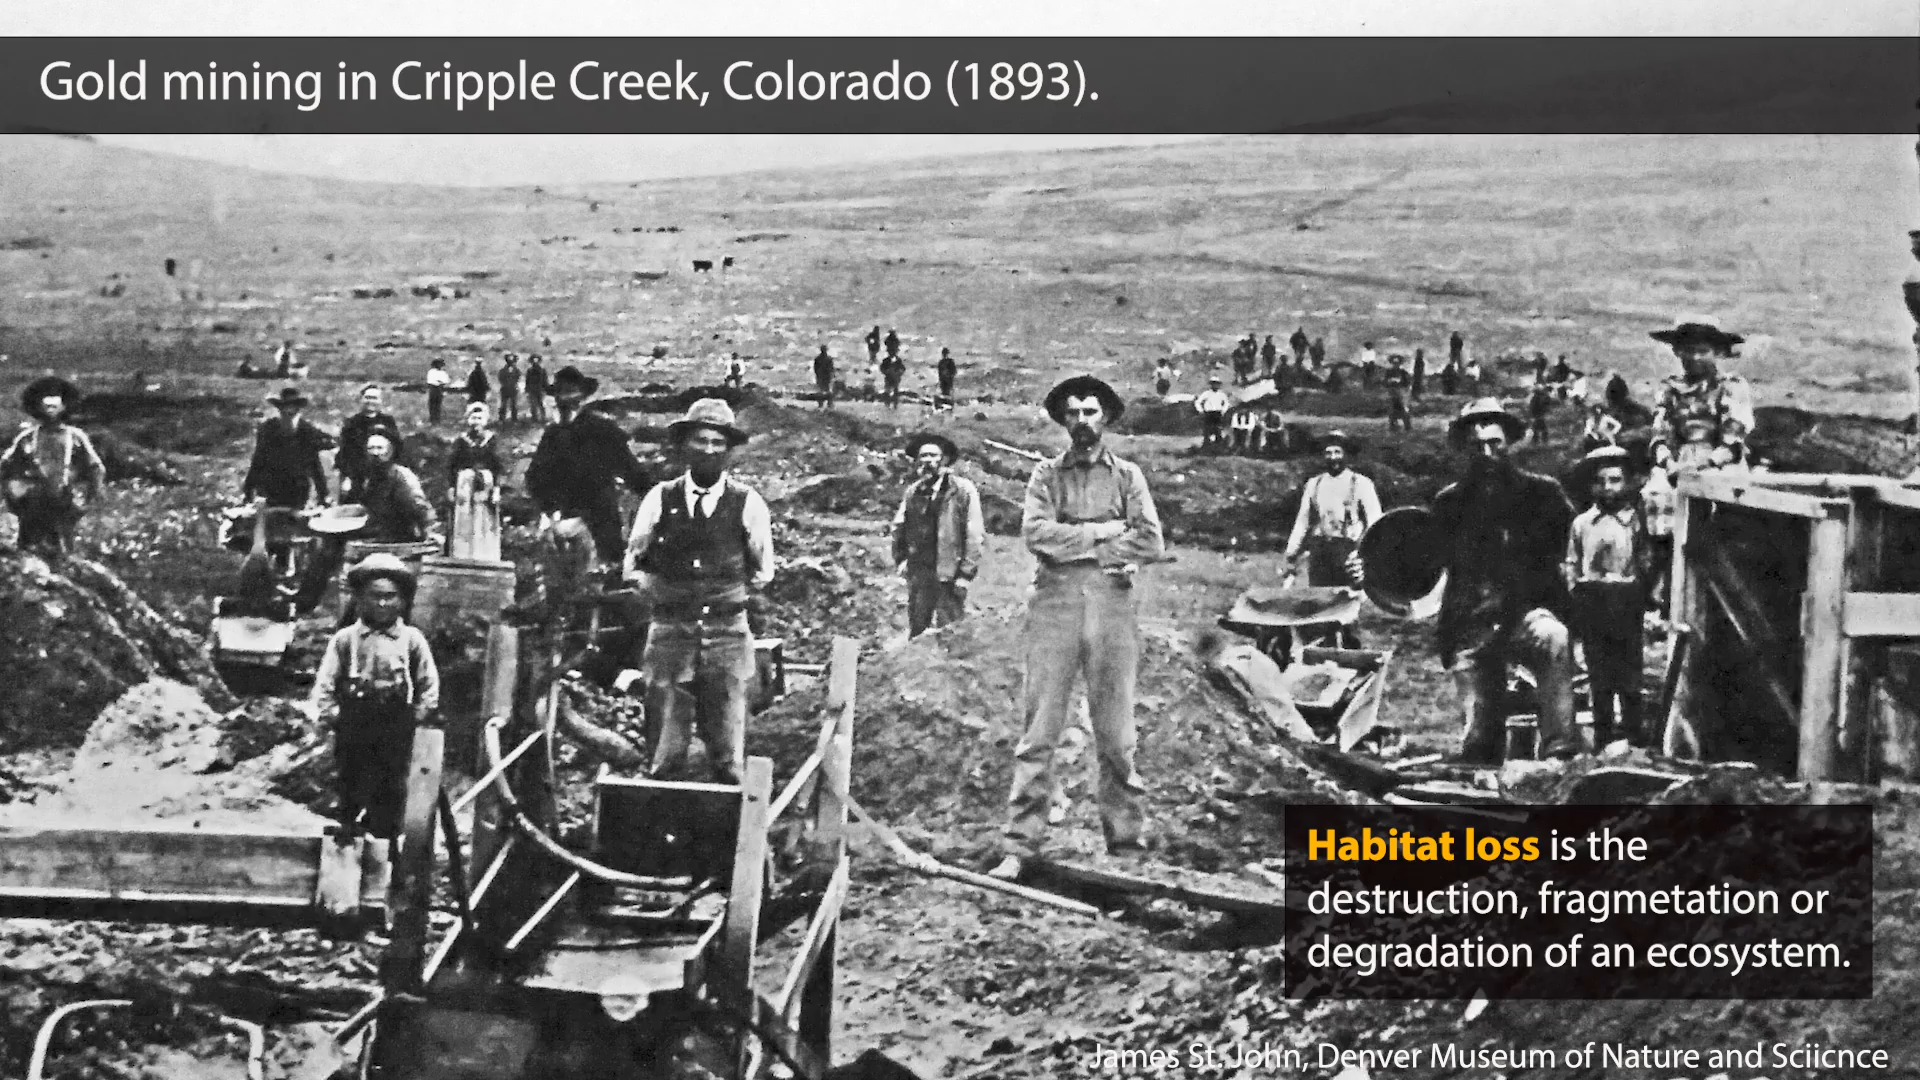 Gold mining in Cripple Creek, Colorado (1893).
Habitat loss is the
destruction, fragmetation or
degradation of an ecosystem.
James St. John, Denver Museum of Nature and Sciicnce